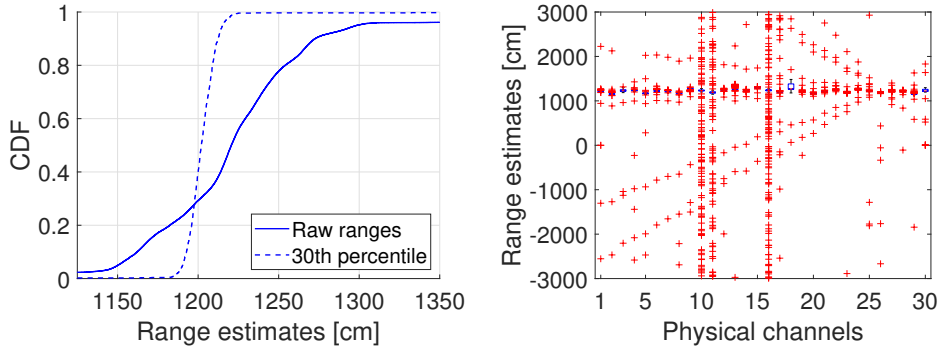 1
0.8
0.6
0.4
0.2
0
CDF
1150 1200 1250 1300 1350
Range estimates [cm]
Raw ranges
30th percentile
3000
2000
1000
0
-1000
-2000
-3000
Range estimates [cm]
1 5 10 15 20 25 30
Physical channels